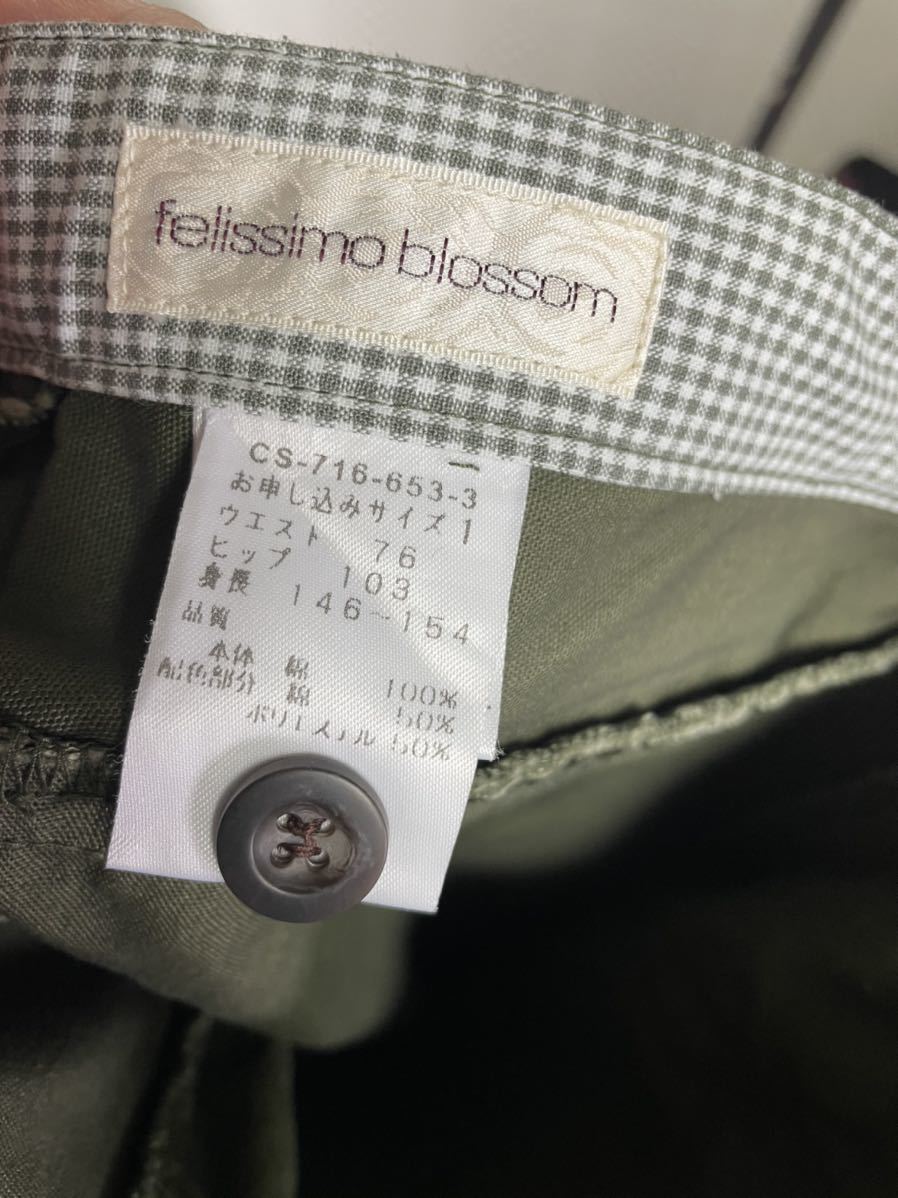 felissimo blossom
CS-716-653-3
お申し込みサイズ 1
ウエスト 76
ヒップ 103
身長 146~154
品質
本体 綿 100%
配色部分 綿 50%
ポリエステル 50%